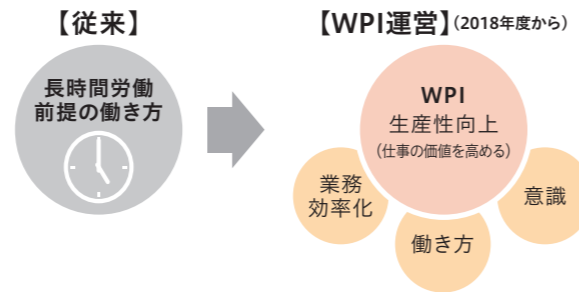 【従来】
長時間労働
前提の働き方
【WPI運営】(2018年度から)
WPI
生産性向上
(仕事の価値を高める)
業務
効率化
働き方
意識